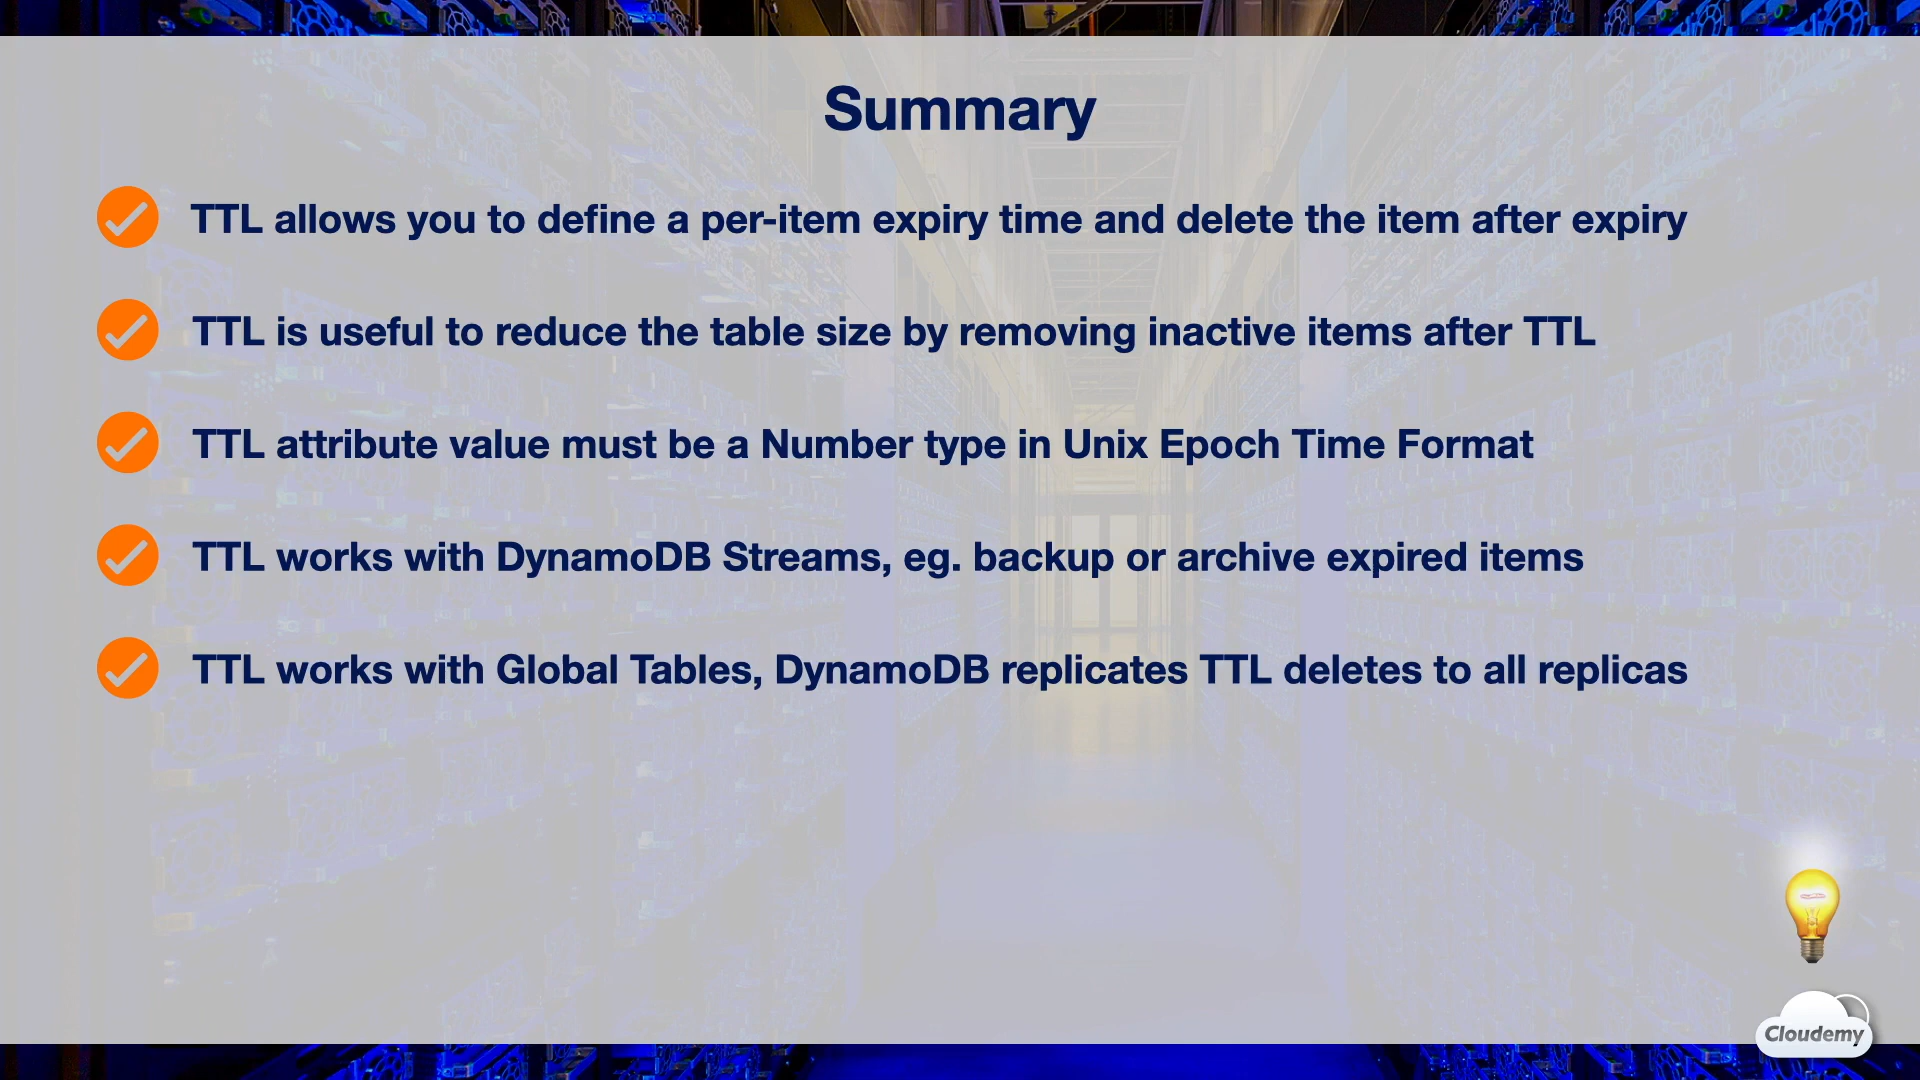 Summary
TTL allows you to define a per-item expiry time and delete the item after expiry
TTL is useful to reduce the table size by removing inactive items after TTL
TTL attribute value must be a Number type in Unix Epoch Time Format
TTL works with DynamoDB Streams, eg. backup or archive expired items
TTL works with Global Tables, DynamoDB replicates TTL deletes to all replicas
Cloudemy